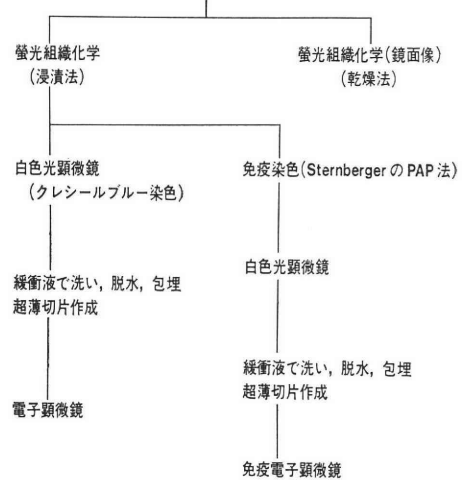 螢光組織化学
(浸漬法)
螢光組織化学(鏡面像)
(乾燥法)
白色光顕微鏡
(クレシールブルー染色)
緩衝液で洗い,脱水,包埋
超薄切片作成
電子顕微鏡
免疫染色(Sternberger の PAP 法)
白色光顕微鏡
緩衝液で洗い,脱水,包埋
超薄切片作成
免疫電子顕微鏡